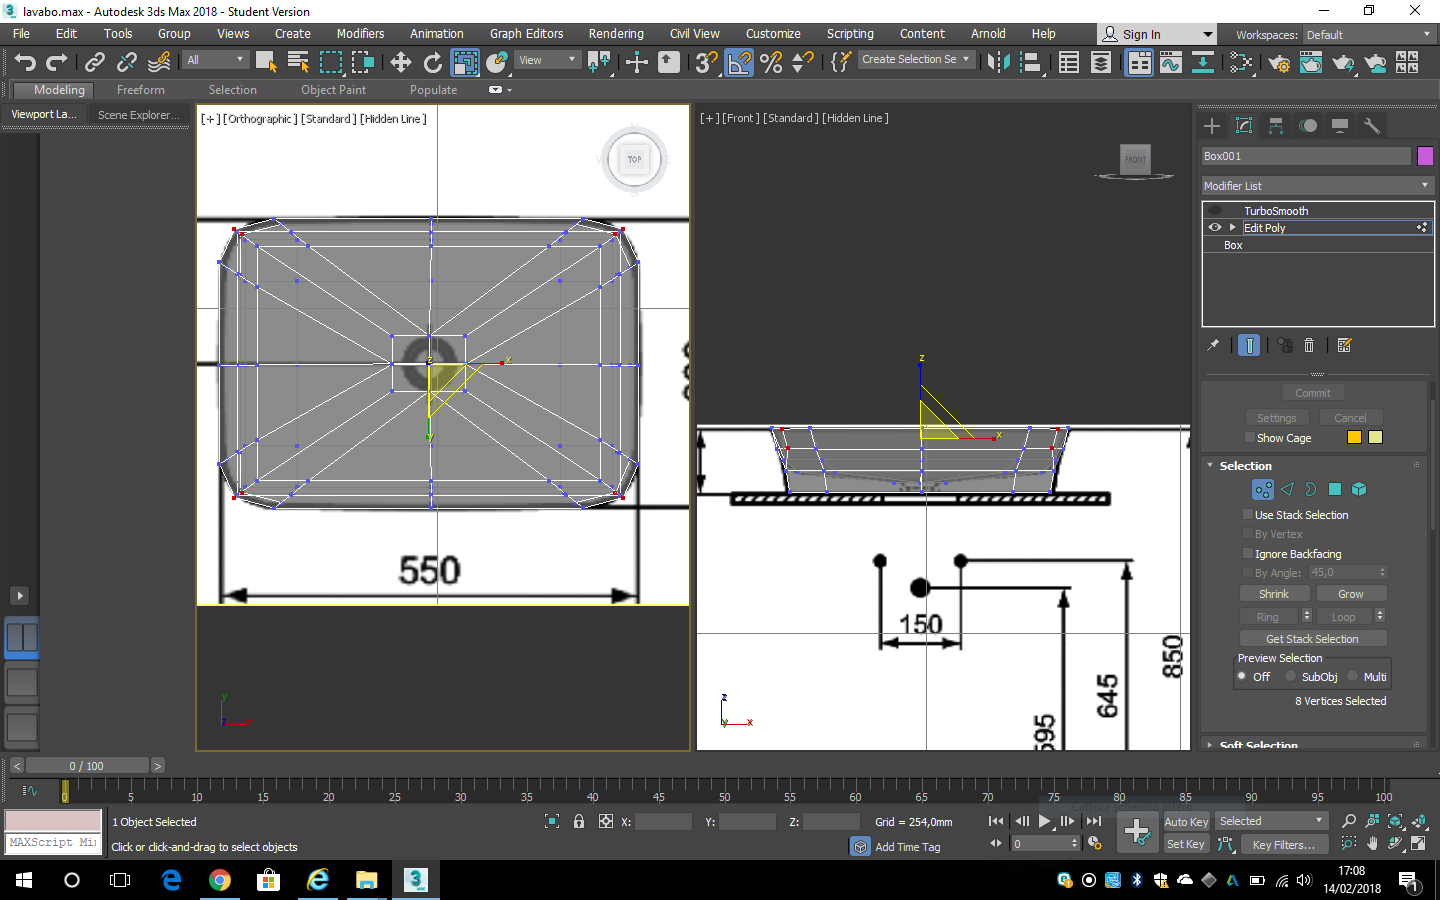 lavabo.max - Autodesk 3ds Max 2018 - Student Version
File Edit Tools Group Views Create Modifiers Animation Graph Editors Rendering Civil View Customize Scripting Content Arnold Help Sign In Workspaces: Default
All View Create Selection Se
Modeling Freeform Selection Object Paint Populate
Viewport La... Scene Explorer...
[+] [Orthographic] [Standard] [Hidden Line]
[+] [Front] [Standard] [Hidden Line]
TOP
FRONT
Box001
Modifier List
TurboSmooth
Edit Poly
Box
z
x
y
z
x
Commit
Settings Cancel
Show Cage
Selection
Use Stack Selection
By Vertex
Ignore Backfacing
By Angle: 45,0
Shrink Grow
Ring Loop
Get Stack Selection
Preview Selection
Off SubObj Multi
8 Vertices Selected
Soft Selection
550
150
645
850
y
z
x
z
y
x
< 0 / 100 >
0 5 10 15 20 25 30 35 40 45 50 55 60 65 70 75 80 85 90 95 100
Cattura schermo intero
1 Object Selected X: Y: Z: Grid = 254,0mm Auto Key Selected
MAXScript Mi
Click or click-and-drag to select objects Add Time Tag 0 Set Key Key Filters...
3
MAX
17:08
14/02/2018
1